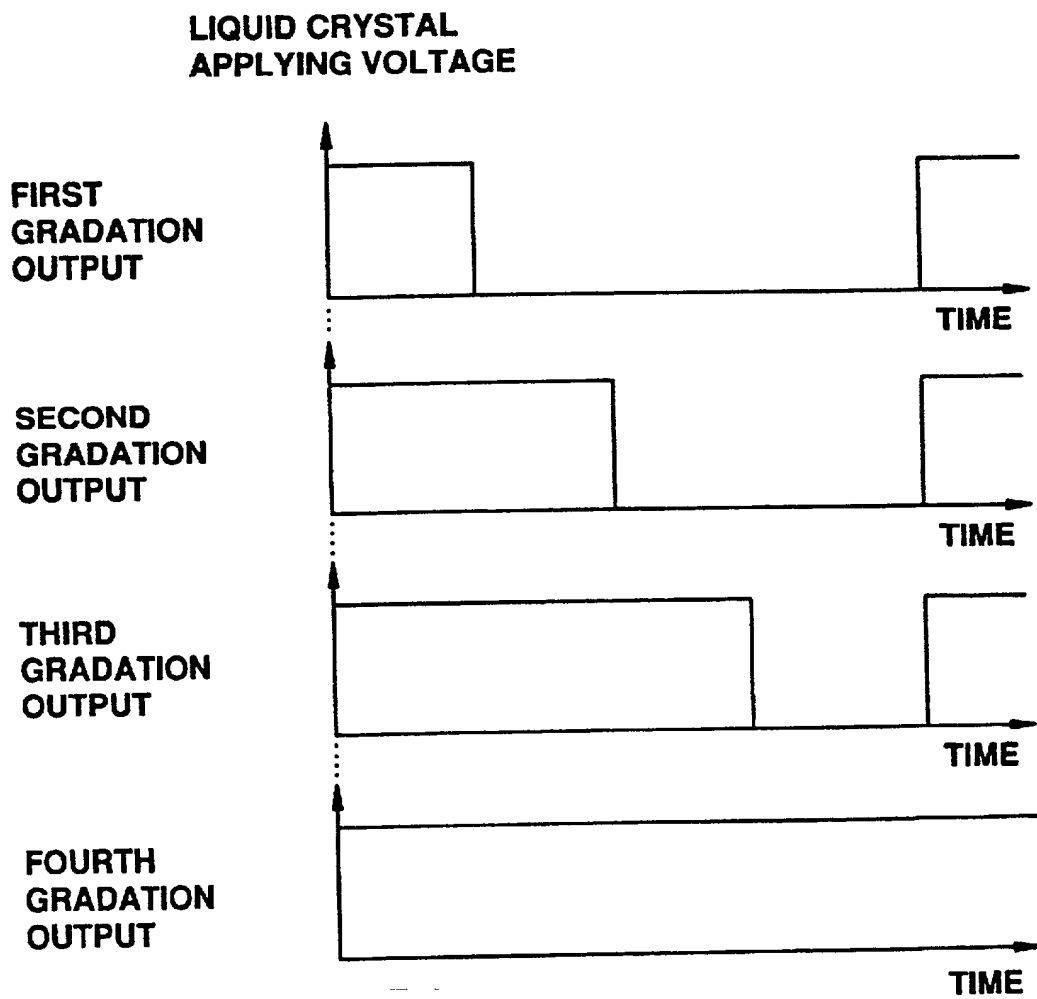 LIQUID CRYSTAL
APPLYING VOLTAGE
FIRST
GRADATION
OUTPUT
TIME
SECOND
GRADATION
OUTPUT
TIME
THIRD
GRADATION
OUTPUT
TIME
FOURTH
GRADATION
OUTPUT
TIME